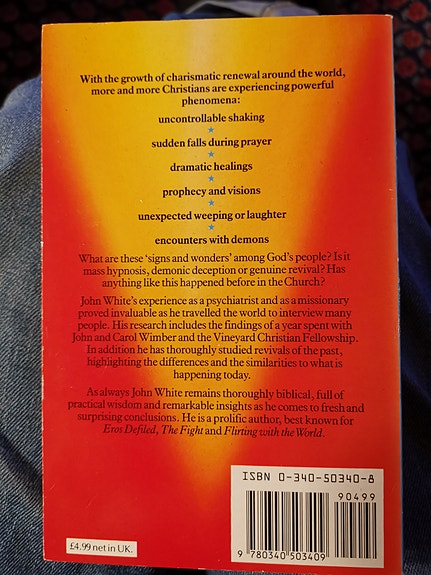 With the growth of charismatic renewal around the world,
more and more Christians are experiencing powerful
phenomena:
uncontrollable shaking
★
sudden falls during prayer
★
dramatic healings
★
prophecy and visions
★
unexpected weeping or laughter
★
encounters with demons
What are these ‘signs and wonders’ among God’s people? Is it
mass hypnosis, demonic deception or genuine revival? Has
anything like this happened before in the Church?
John White’s experience as a psychiatrist and as a missionary
proved invaluable as he travelled the world to interview many
people. His research includes the findings of a year spent with
John and Carol Wimber and the Vineyard Christian Fellowship.
In addition he has thoroughly studied revivals of the past,
highlighting the differences and the similarities to what is
happening today.
As always John White remains thoroughly biblical, full of
practical wisdom and remarkable insights as he comes to fresh and
surprising conclusions. He is a prolific author, best known for
Eros Defiled, The Fight and Flirting with the World.
ISBN 0-340-50340-8
90499
9 780340 503409
£4.99 net in UK.